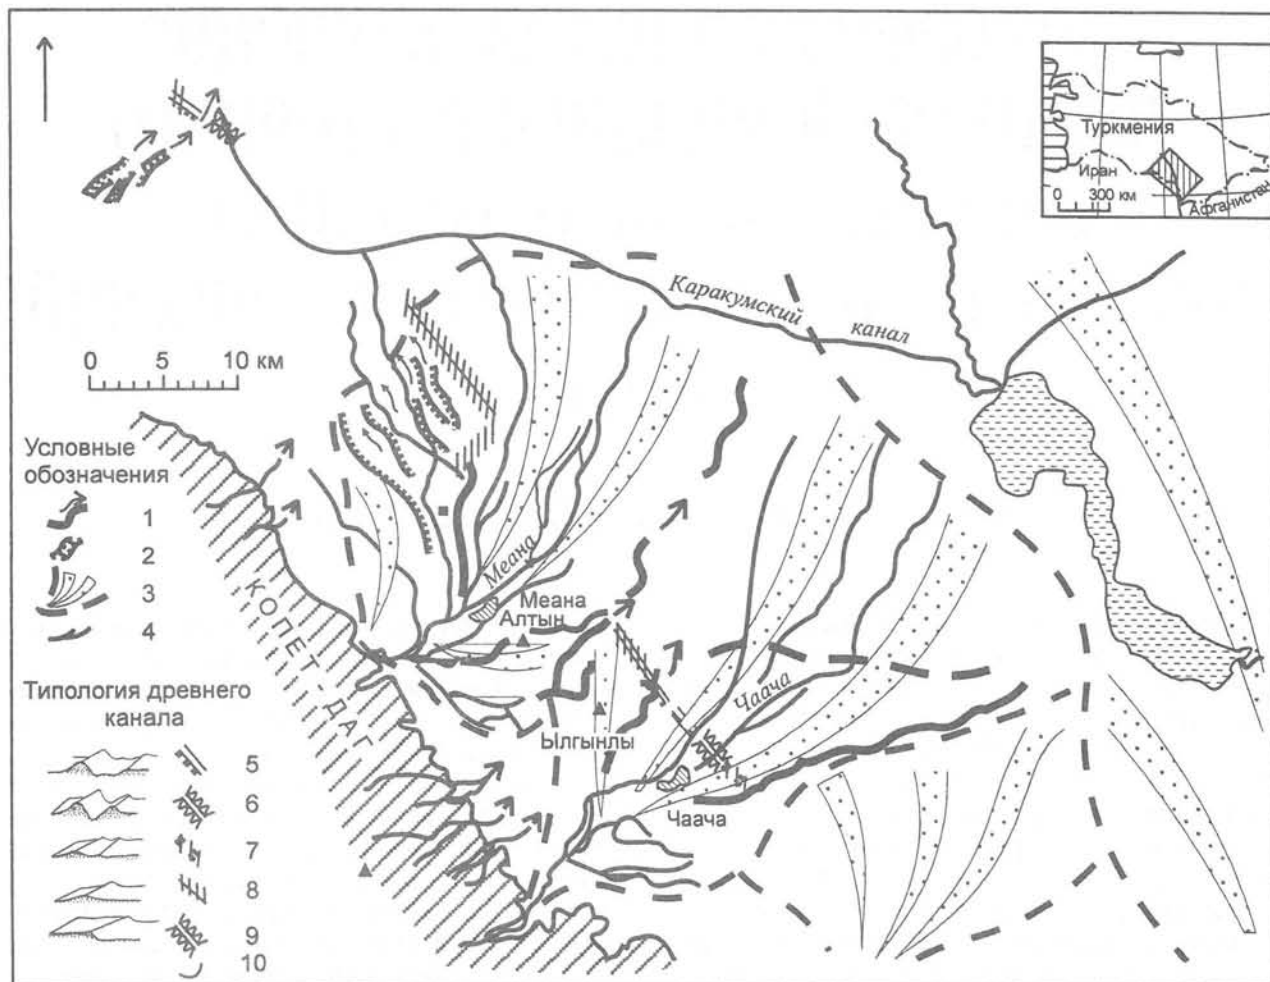 Туркмения
Иран
0 300 км
Афганистан
Каракумский
канал
0 5 10 км
Условные
обозначения
1
2
3
4
Меана
Меана
Алтын
КОПЕТ-ДАГ
Типология древнего
канала
Чаача
Ылгынлы
5
6
7
8
9
10
Чаача